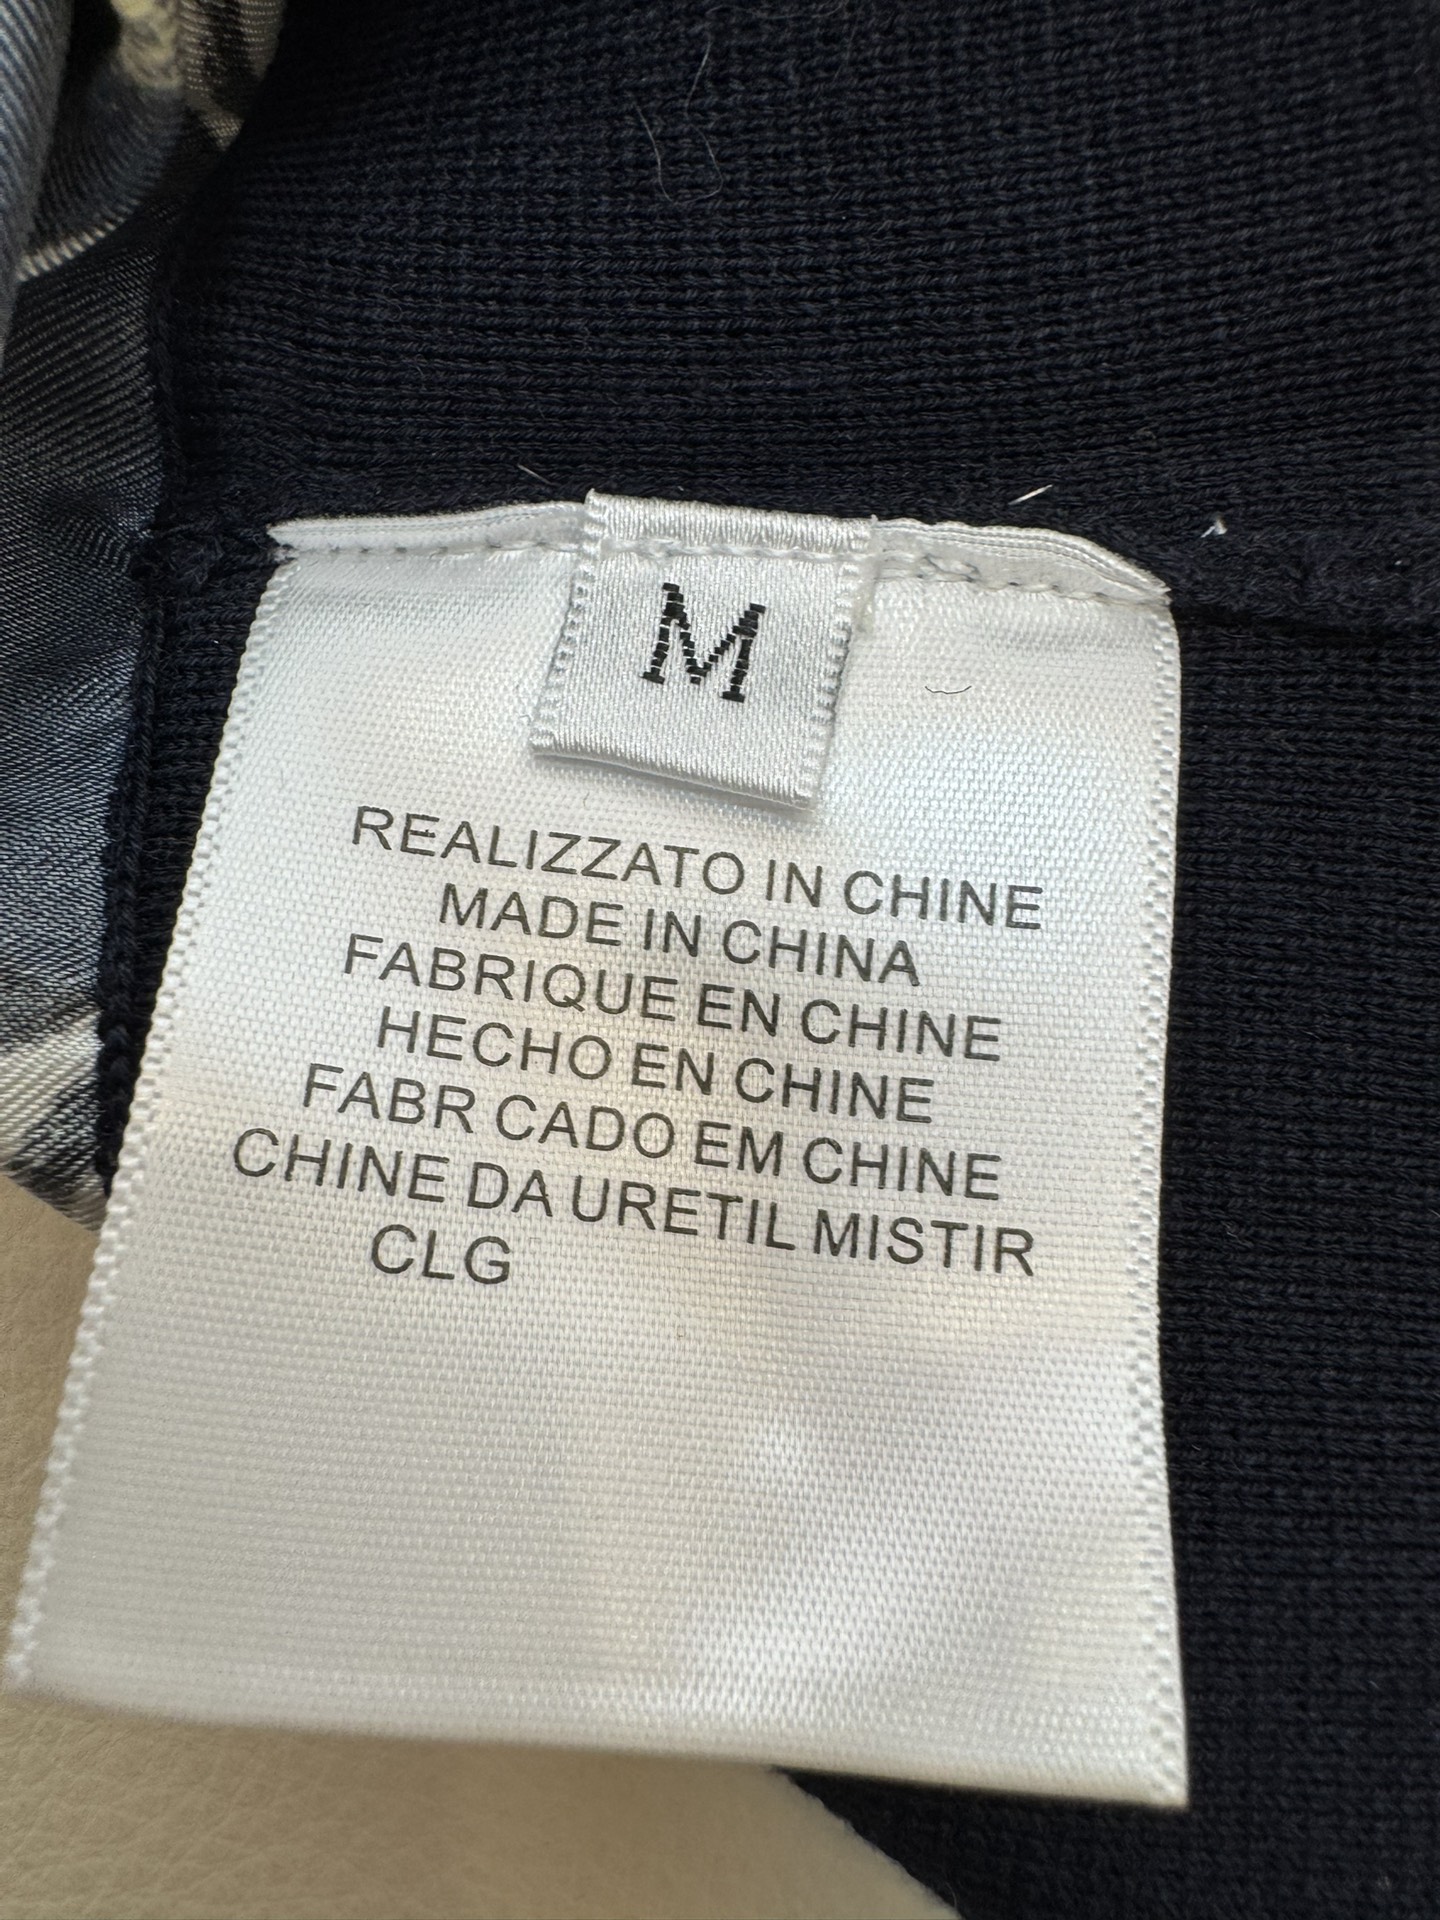 M
REALIZZATO IN CHINE
MADE IN CHINA
FABRIQUE EN CHINE
HECHO EN CHINE
FABR CADO EM CHINE
CHINE DA URETIL MISTIR
CLG